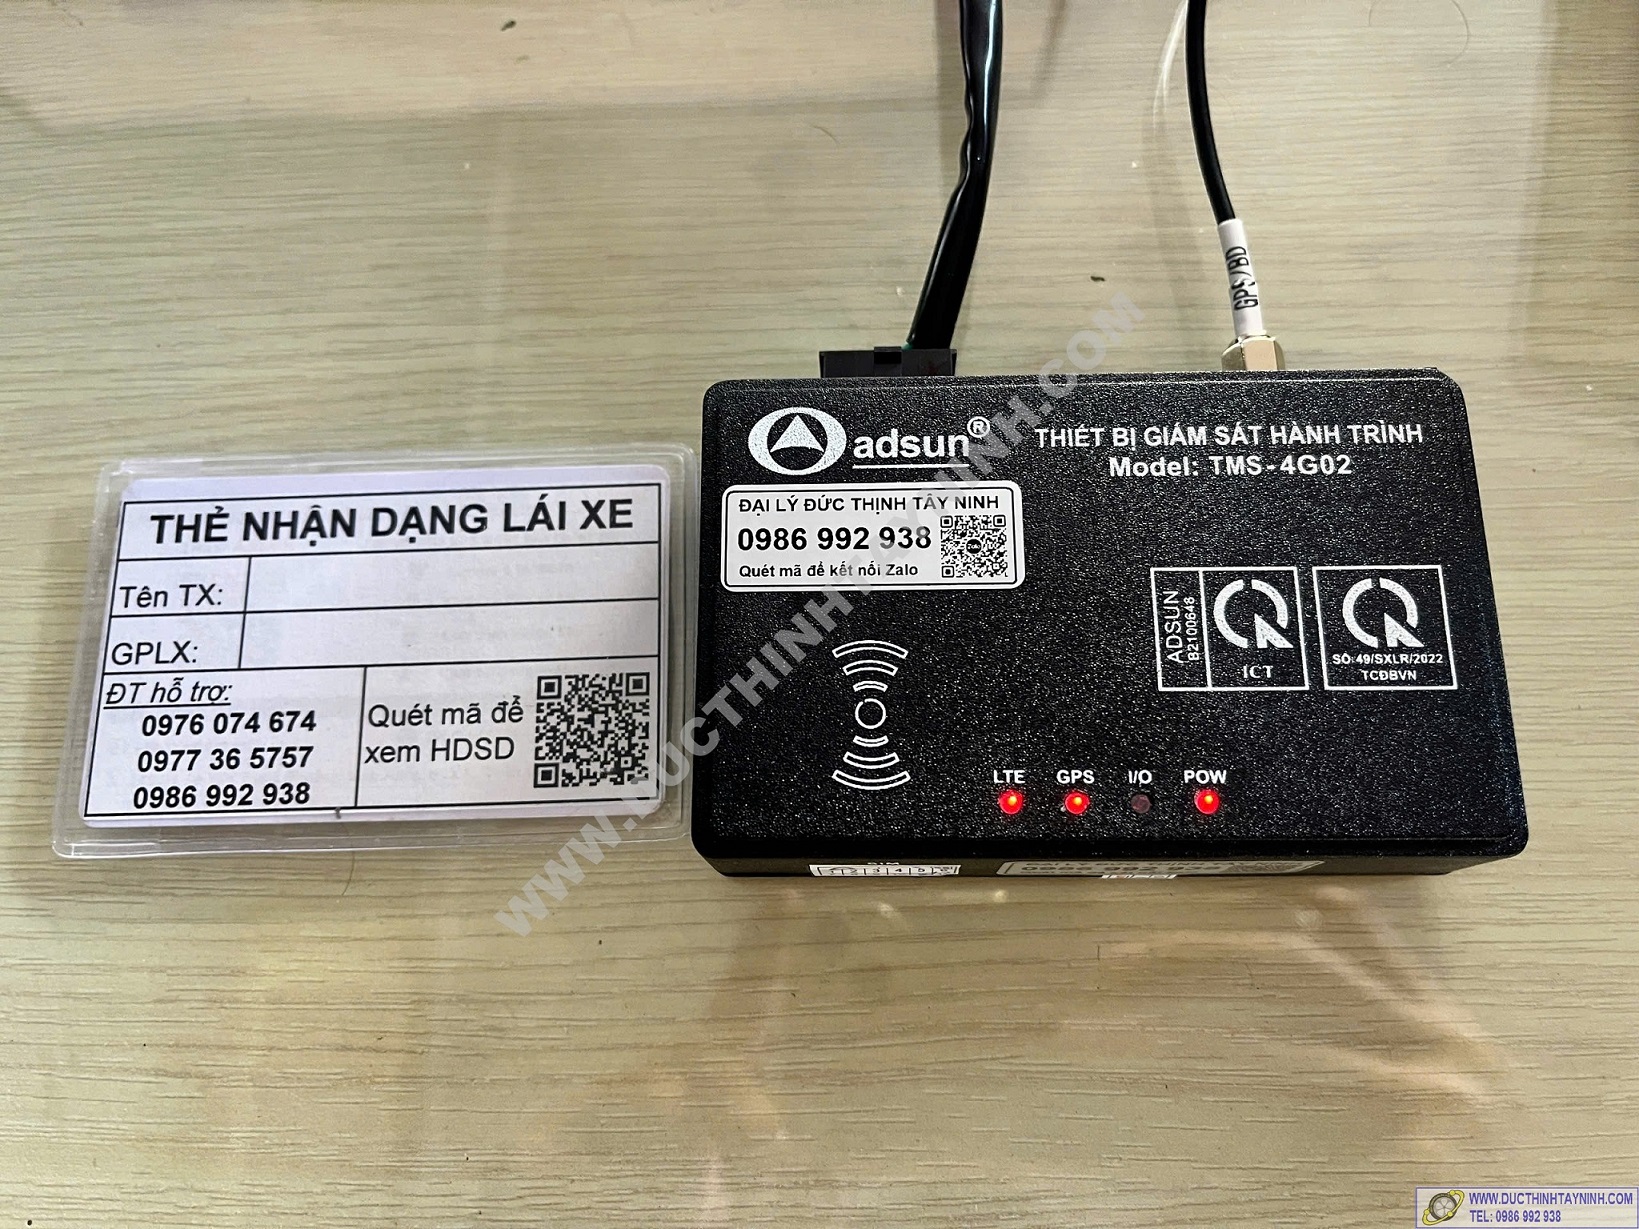 THẺ NHẬN DẠNG LÁI XE
Tên TX:
GPLX:
ĐT hỗ trợ:
0976 074 674
0977 36 5757
0986 992 938
Quét mã để
xem HDSD
GPS/BD
adsun®
THIẾT BỊ GIÁM SÁT HÀNH TRÌNH
Model: TMS-4G02
ĐẠI LÝ ĐỨC THỊNH TÂY NINH
0986 992 938
Quét mã để kết nối Zalo
Zalo
ADSUN
B2100648
ICT
SỐ:49/SXLR/2022
TCĐBVN
LTE GPS I/O POW
SIM
WWW.DUCTHINHTAYNINH.COM
WWW.DUCTHINHTAYNINH.COM
TEL: 0986 992 938